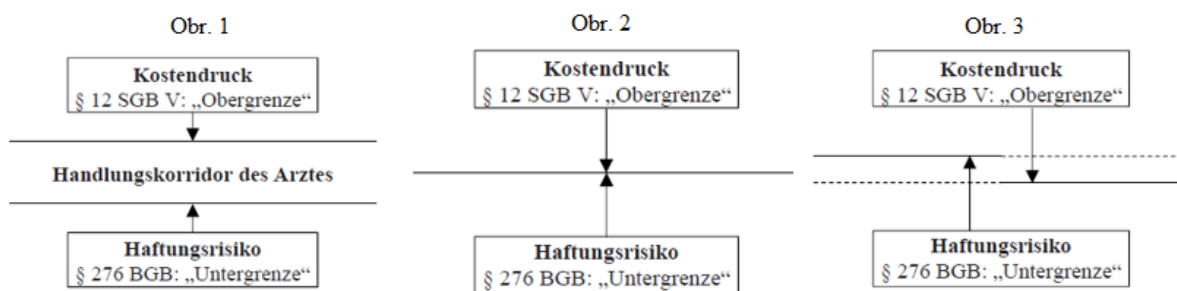 Obr. 1
Kostendruck
§ 12 SGB V: „Obergrenze“
Handlungskorridor des Arztes
Haftungsrisiko
§ 276 BGB: „Untergrenze“
Obr. 2
Kostendruck
§ 12 SGB V: „Obergrenze“
Haftungsrisiko
§ 276 BGB: „Untergrenze“
Obr. 3
Kostendruck
§ 12 SGB V: „Obergrenze“
Haftungsrisiko
§ 276 BGB: „Untergrenze“